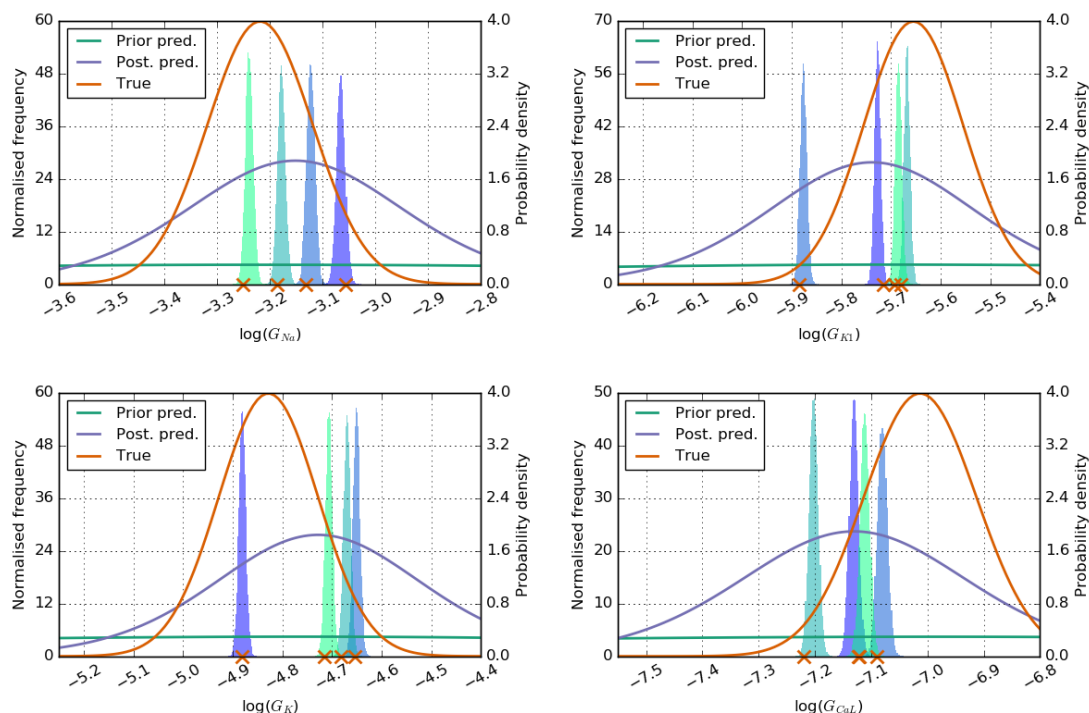 Prior pred.
Post. pred.
True
Normalised frequency
60
48
36
24
12
0
4.0
3.2
2.4
1.6
0.8
0.0
Probability density
−3.6 −3.5 −3.4 −3.3 −3.2 −3.1 −3.0 −2.9 −2.8
log(G_Na)
Prior pred.
Post. pred.
True
Normalised frequency
70
56
42
28
14
0
4.0
3.2
2.4
1.6
0.8
0.0
Probability density
−6.2 −6.1 −6.0 −5.9 −5.8 −5.7 −5.6 −5.5 −5.4
log(G_K1)
Prior pred.
Post. pred.
True
Normalised frequency
60
48
36
24
12
0
4.0
3.2
2.4
1.6
0.8
0.0
Probability density
−5.2 −5.1 −5.0 −4.9 −4.8 −4.7 −4.6 −4.5 −4.4
log(G_K)
Prior pred.
Post. pred.
True
Normalised frequency
50
40
30
20
10
0
4.0
3.2
2.4
1.6
0.8
0.0
Probability density
−7.5 −7.4 −7.3 −7.2 −7.1 −7.0 −6.9 −6.8
log(G_CaL)